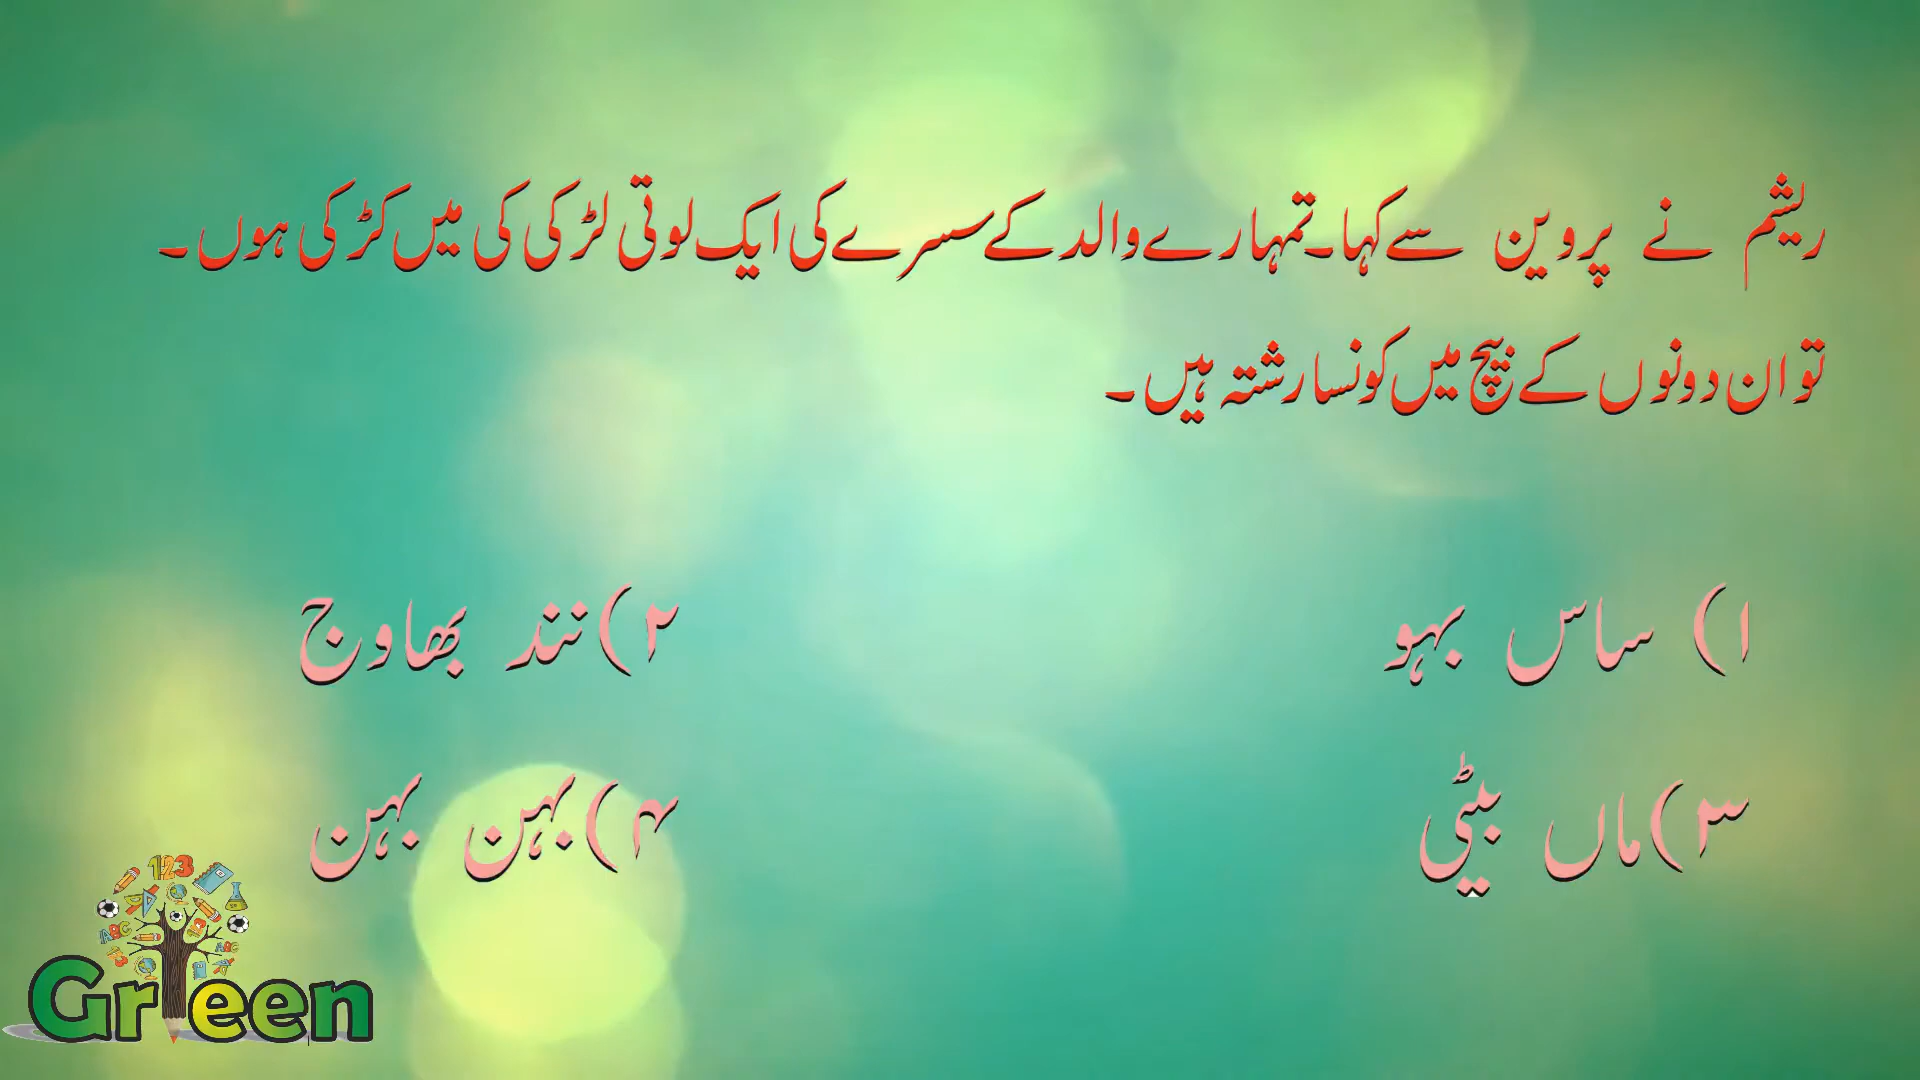 ریشم نے پروین سے کہا۔تمہارے والد کے سسرے کی ایک لوتی لڑکی کی میں کڑکی ہوں۔
تو ان دونوں کے بیچ میں کونسا رشتہ ہیں۔
۱) ساس بہو
۲) نند بھاوج
۳) ماں بیٹی
۴) بہن بہن
Green